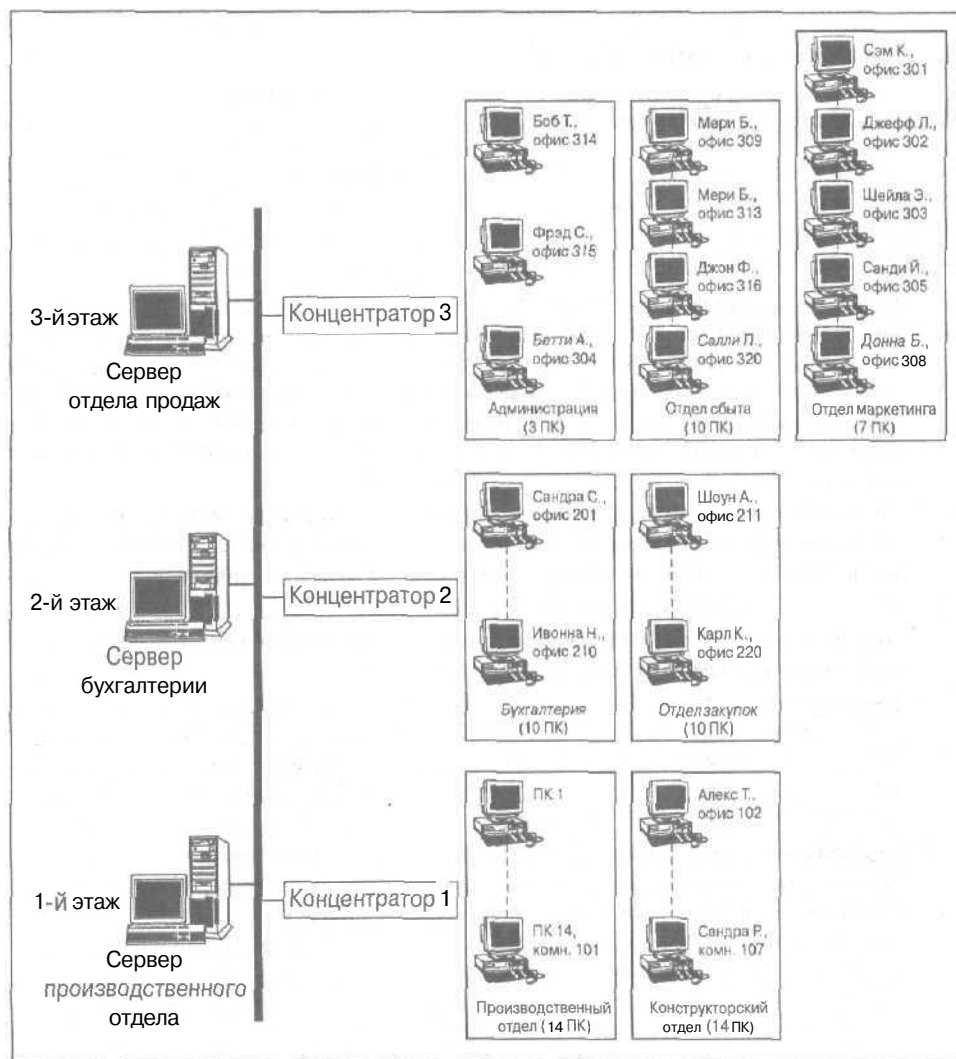 Сэм К.,
офис 301
Боб Т.,
офис 314
Мери Б.,
офис 309
Джефф Л.,
офис 302
Фрэд С.,
офис 315
Мери Б.,
офис 313
Шейла Э.,
офис 303
Джон Ф.,
офис 316
Санди Й.,
офис 305
Бетти А.,
офис 304
Салли П.,
офис 320
Донна Б.,
офис 308
3-й этаж
Концентратор 3
Сервер
отдела продаж
Администрация
(3 ПК)
Отдел сбыта
(10 ПК)
Отдел маркетинга
(7 ПК)
Сандра С.,
офис 201
Шоун А.,
офис 211
2-й этаж
Концентратор 2
Ивонна Н.,
офис 210
Карл К.,
офис 220
Сервер
бухгалтерии
Бухгалтерия
(10 ПК)
Отдел закупок
(10 ПК)
ПК 1
Алекс Т.,
офис 102
1-й этаж
Концентратор 1
ПК 14,
комн. 101
Сандра Р.,
комн. 107
Сервер
производственного
отдела
Производственный
отдел (14 ПК)
Конструкторский
отдел (14 ПК)